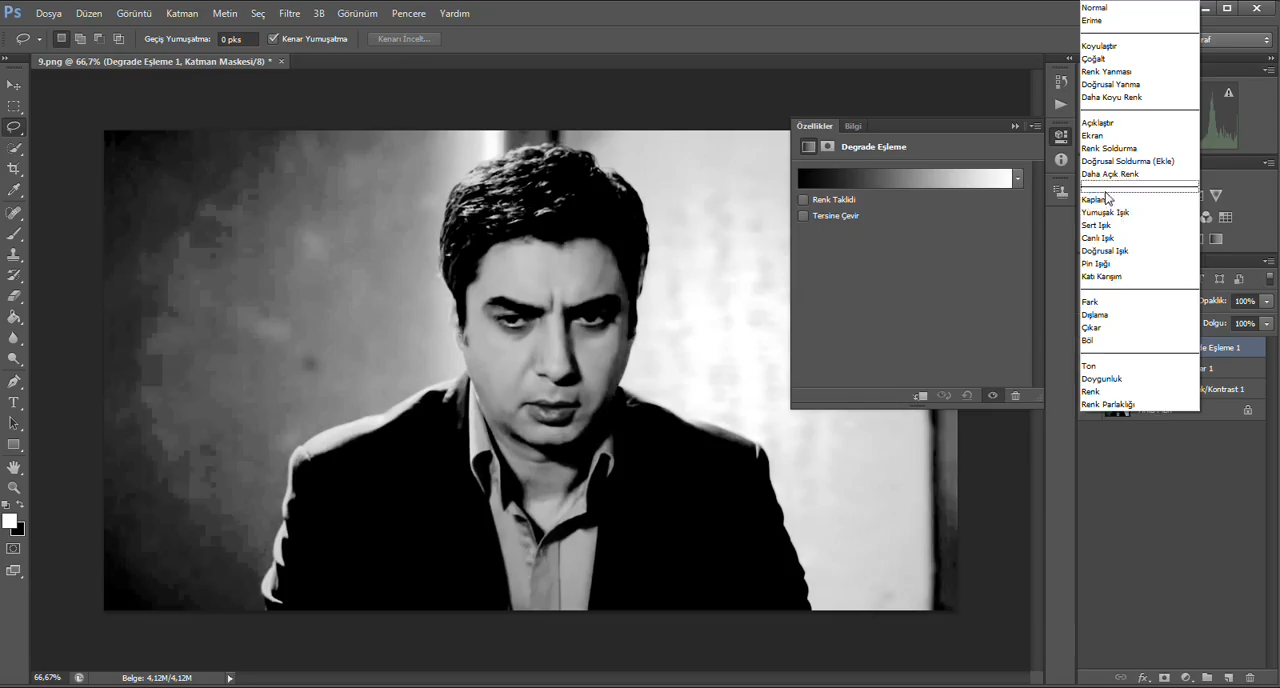 Ps Dosya Düzen Görüntü Katman Metin Seç Filtre 3B Görünüm Pencere Yardım
Geçiş Yumuşatma: 0 pks Kenar Yumuşatma Kenarı İncelt...
9.png @ 66,7% (Degrade Eşleme 1, Katman Maskesi/8) * ×
Özellikler Bilgi
Degrade Eşleme
Renk Taklidi
Tersine Çevir
Normal
Erime
Koyulaştır
Çoğalt
Renk Yanması
Doğrusal Yanma
Daha Koyu Renk
Açıklaştır
Ekran
Renk Soldurma
Doğrusal Soldurma (Ekle)
Daha Açık Renk
Kaplama
Yumuşak Işık
Sert Işık
Canlı Işık
Doğrusal Işık
Pin Işığı
Katı Karışım
Fark
Dışlama
Çıkar
Böl
Ton
Doygunluk
Renk
Renk Parlaklığı
Opaklık: 100%
Dolgu: 100%
Eşleme 1
1
k/Kontrast 1
66,67% Belge: 4,12M/4,12M